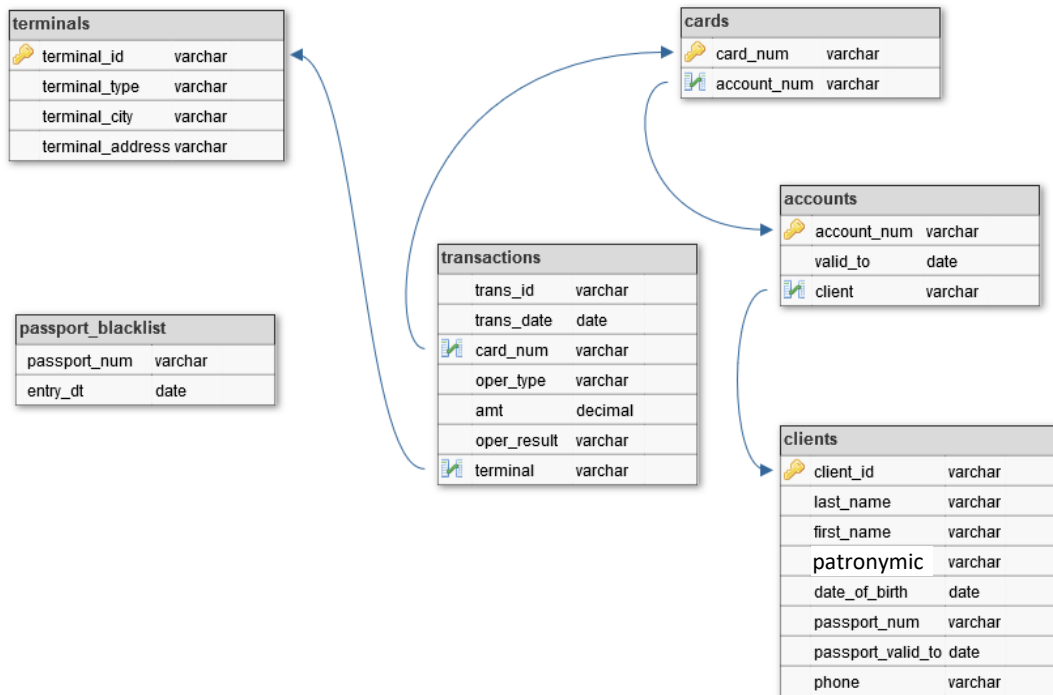 terminals
terminal_id varchar
terminal_type varchar
terminal_city varchar
terminal_address varchar
cards
card_num varchar
account_num varchar
accounts
account_num varchar
valid_to date
client varchar
transactions
trans_id varchar
trans_date date
card_num varchar
oper_type varchar
amt decimal
oper_result varchar
terminal varchar
passport_blacklist
passport_num varchar
entry_dt date
clients
client_id varchar
last_name varchar
first_name varchar
patronymic varchar
date_of_birth date
passport_num varchar
passport_valid_to date
phone varchar